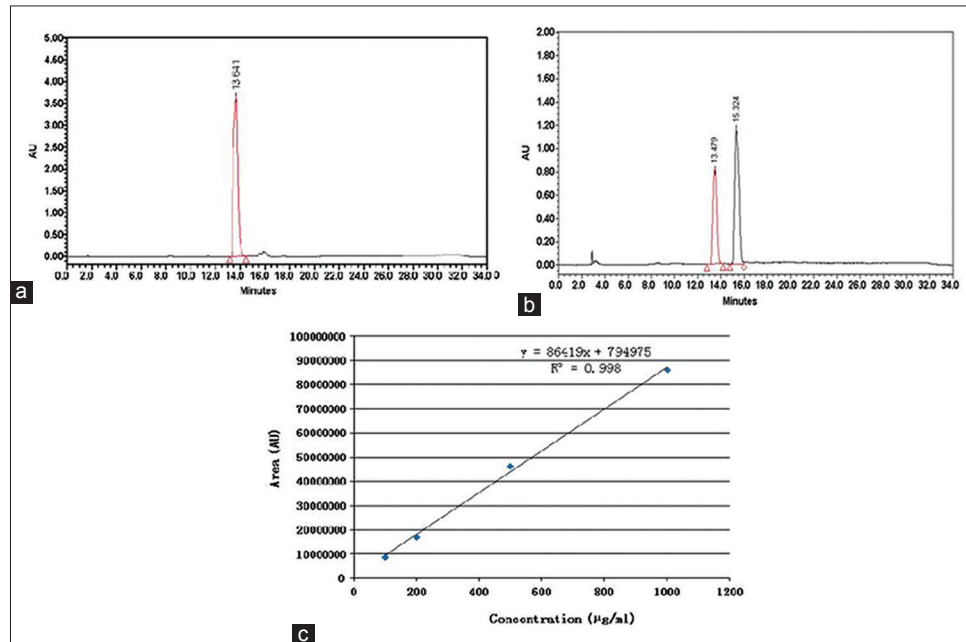 5.00
4.50
4.00
3.50
3.00
2.50
2.00
1.50
1.00
0.50
0.00
AU
13.641
0.0 2.0 4.0 6.0 8.0 10.0 12.0 14.0 16.0 18.0 20.0 22.0 24.0 26.0 28.0 30.0 32.0 34.0
Minutes
a
2.00
1.80
1.60
1.40
1.20
1.00
0.80
0.60
0.40
0.20
0.00
AU
13.479
15.324
0.0 2.0 4.0 6.0 8.0 10.0 12.0 14.0 16.0 18.0 20.0 22.0 24.0 26.0 28.0 30.0 32.0 34.0
Minutes
b
100000000
90000000
80000000
70000000
60000000
50000000
40000000
30000000
20000000
10000000
0
Area (AU)
y = 86419x + 794975
R² = 0.998
0 200 400 600 800 1000 1200
Concentration (μg/ml)
c